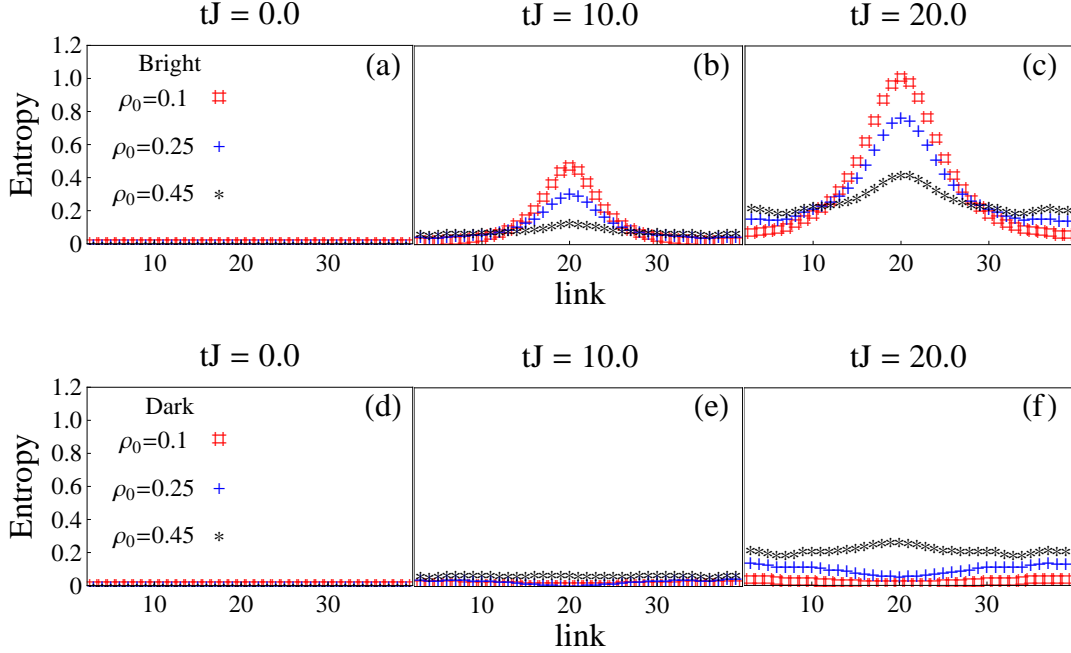 tJ = 0.0 tJ = 10.0 tJ = 20.0
1.2 (a) (b) (c)
Bright
1.0
ρ₀=0.1
0.8
0.6 ρ₀=0.25
0.4
ρ₀=0.45
0.2
0
Entropy
10 20 30 10 20 30 10 20 30
link
tJ = 0.0 tJ = 10.0 tJ = 20.0
1.2 (d) (e) (f)
Dark
1.0
ρ₀=0.1
0.8
0.6 ρ₀=0.25
0.4
ρ₀=0.45
0.2
0
Entropy
10 20 30 10 20 30 10 20 30
link